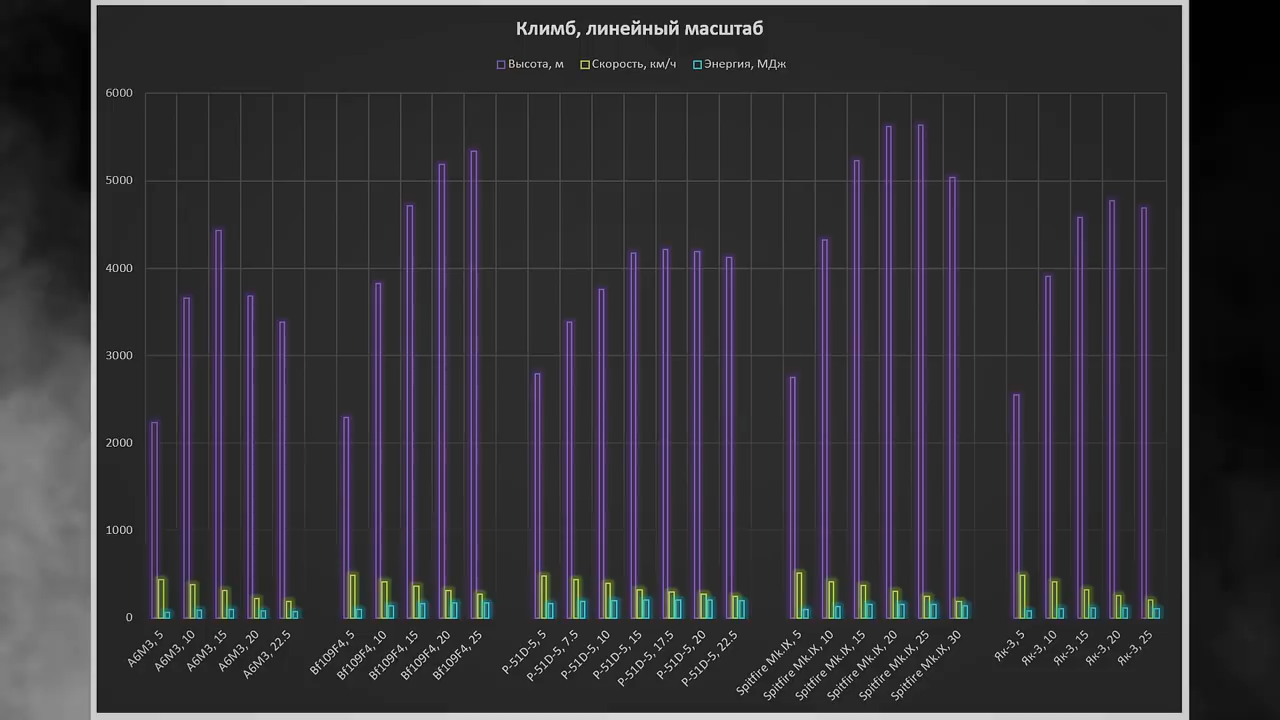 Климб, линейный масштаб
Высота, м Скорость, км/ч Энергия, МДж
6000
5000
4000
3000
2000
1000
0
A6M3, 5
A6M3, 10
A6M3, 15
A6M3, 20
A6M3, 22.5
Bf109F4, 5
Bf109F4, 10
Bf109F4, 15
Bf109F4, 20
Bf109F4, 25
P-51D-5, 5
P-51D-5, 7,5
P-51D-5, 10
P-51D-5, 15
P-51D-5, 17,5
P-51D-5, 20
P-51D-5, 22,5
Spitfire Mk.IX, 5
Spitfire Mk.IX, 10
Spitfire Mk.IX, 15
Spitfire Mk.IX, 20
Spitfire Mk.IX, 25
Spitfire Mk.IX, 30
Як-3, 5
Як-3, 10
Як-3, 15
Як-3, 20
Як-3, 25